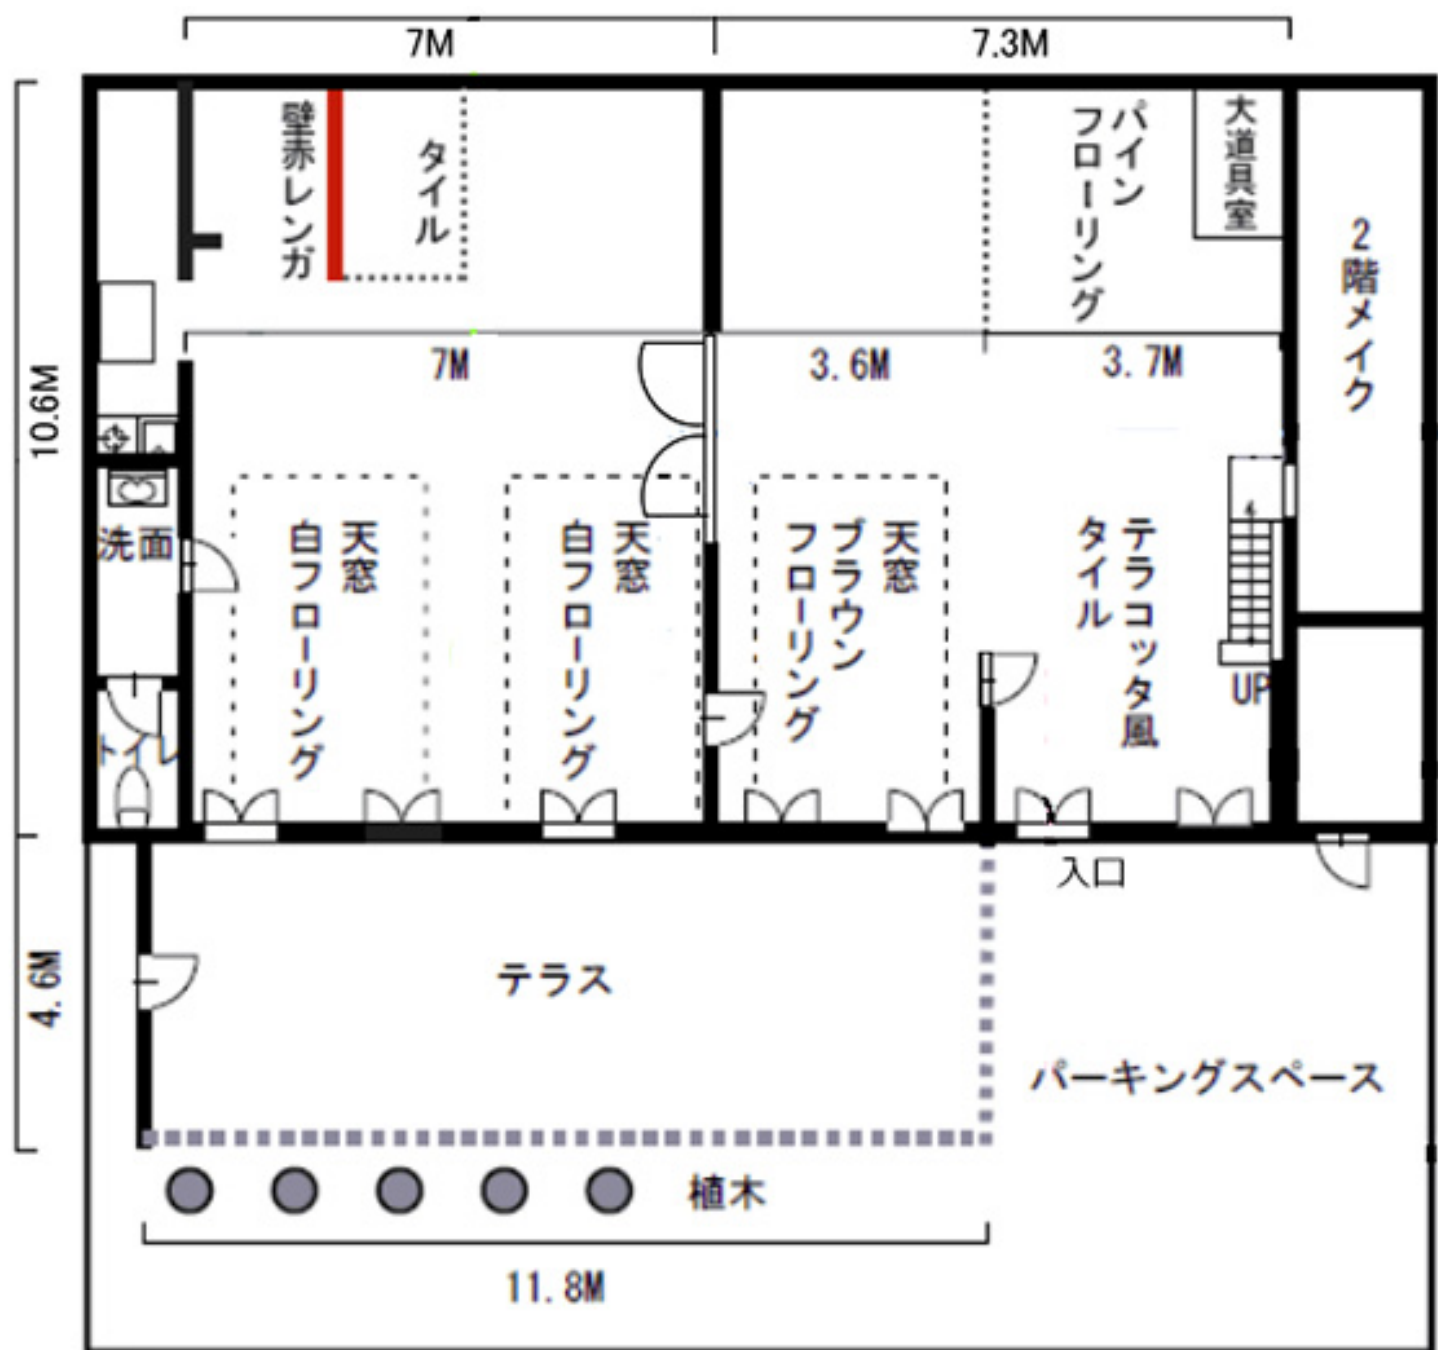 7M
7.3M
壁赤レンガ
タイル
パイン
フローリング
大道具室
2階メイク
10.6M
7M
3.6M
3.7M
洗面
天窓
白フローリング
天窓
白フローリング
天窓
ブラウン
フローリング
テラコッタ風
タイル
UP
トイレ
入口
4.6M
テラス
パーキングスペース
植木
11.8M